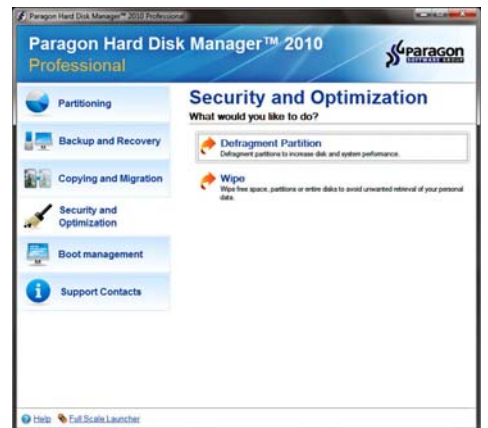 Paragon Hard Disk Manager™ 2010 Professional
Paragon Hard Disk Manager™ 2010
Professional
Paragon
SOFTWARE GROUP
Partitioning
Backup and Recovery
Copying and Migration
Security and
Optimization
Boot management
Support Contacts
Security and Optimization
What would you like to do?
Defragment Partition
Defragment partitions to increase disk and system performance.
Wipe
Wipe free space, partitions or entire disks to avoid unwanted retrieval of your personal
data.
Help
Full Scale Launcher